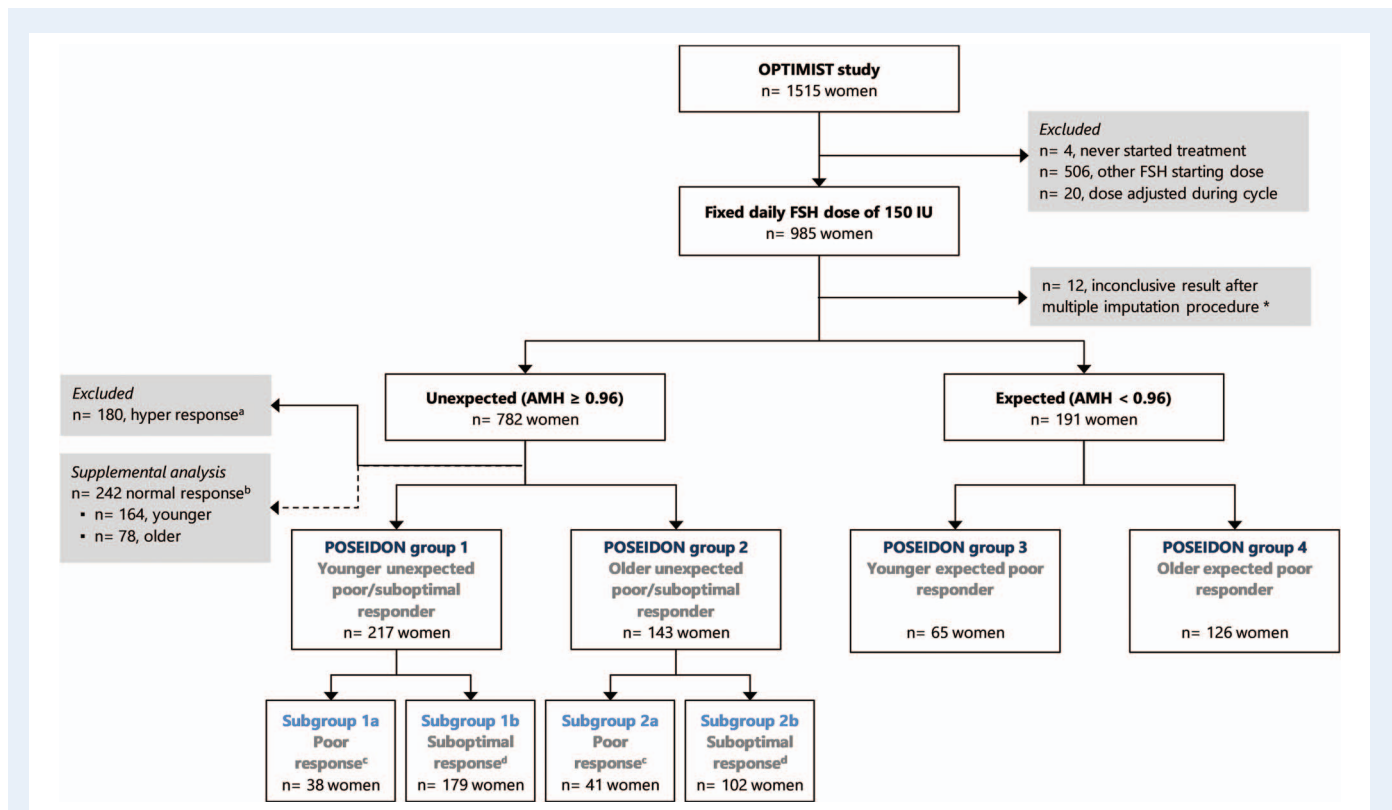 OPTIMIST study
n= 1515 women
Excluded
n= 4, never started treatment
n= 506, other FSH starting dose
n= 20, dose adjusted during cycle
Fixed daily FSH dose of 150 IU
n= 985 women
n= 12, inconclusive result after
multiple imputation procedure *
Unexpected (AMH ≥ 0.96)
n= 782 women
Expected (AMH < 0.96)
n= 191 women
Excluded
n= 180, hyper responseᵃ
Supplemental analysis
n= 242 normal responseᵇ
▪ n= 164, younger
▪ n= 78, older
POSEIDON group 1
Younger unexpected
poor/suboptimal
responder
n= 217 women
POSEIDON group 2
Older unexpected
poor/suboptimal
responder
n= 143 women
POSEIDON group 3
Younger expected poor
responder
n= 65 women
POSEIDON group 4
Older expected poor
responder
n= 126 women
Subgroup 1a
Poor
responseᶜ
n= 38 women
Subgroup 1b
Suboptimal
responseᵈ
n= 179 women
Subgroup 2a
Poor
responseᶜ
n= 41 women
Subgroup 2b
Suboptimal
responseᵈ
n= 102 women